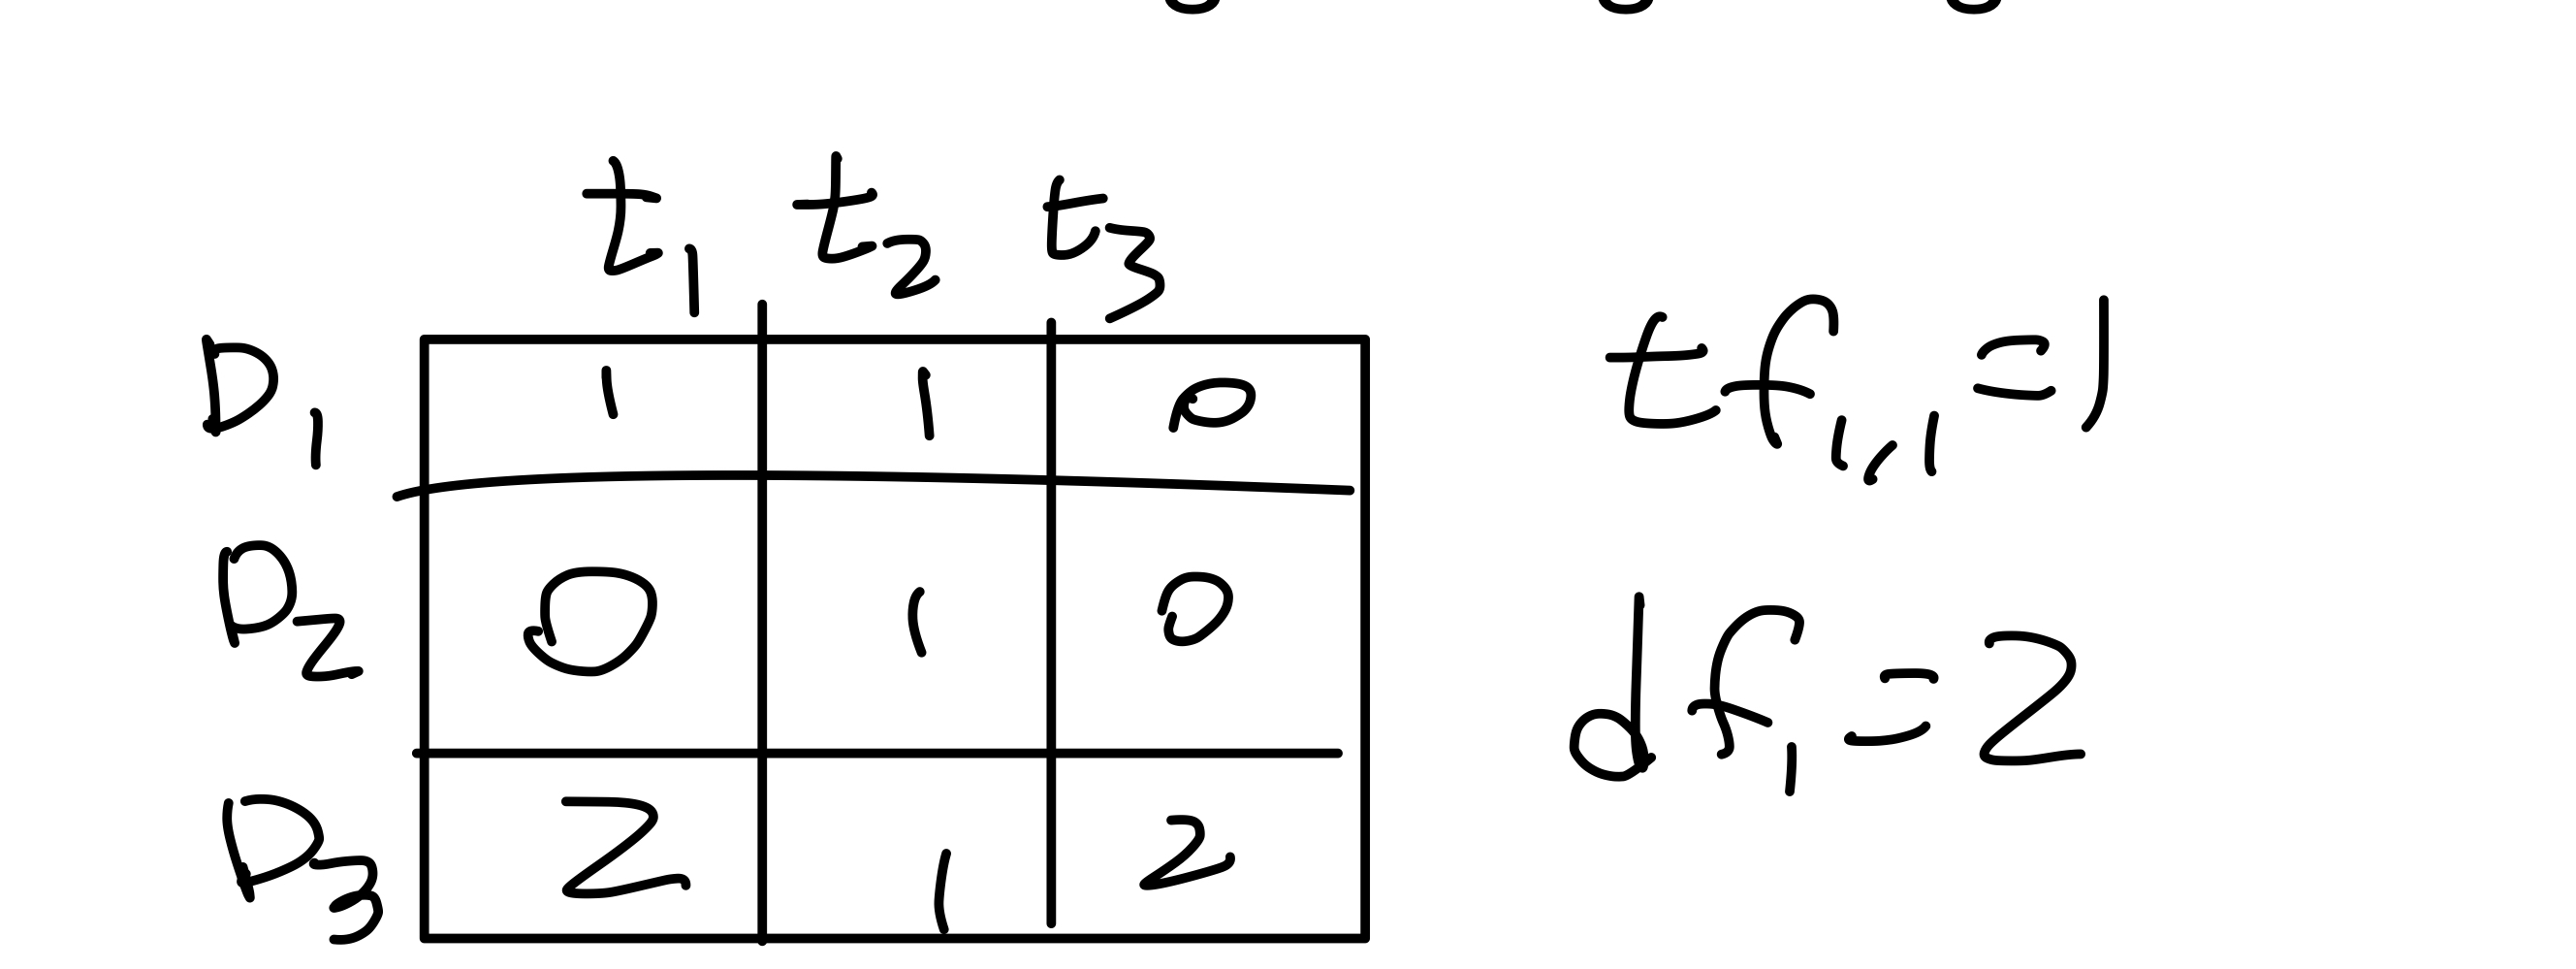 t1 t2 t3
D1 1 1 0
tf1,1 = 1
D2 0 1 0
df1 = 2
D3 2 1 2